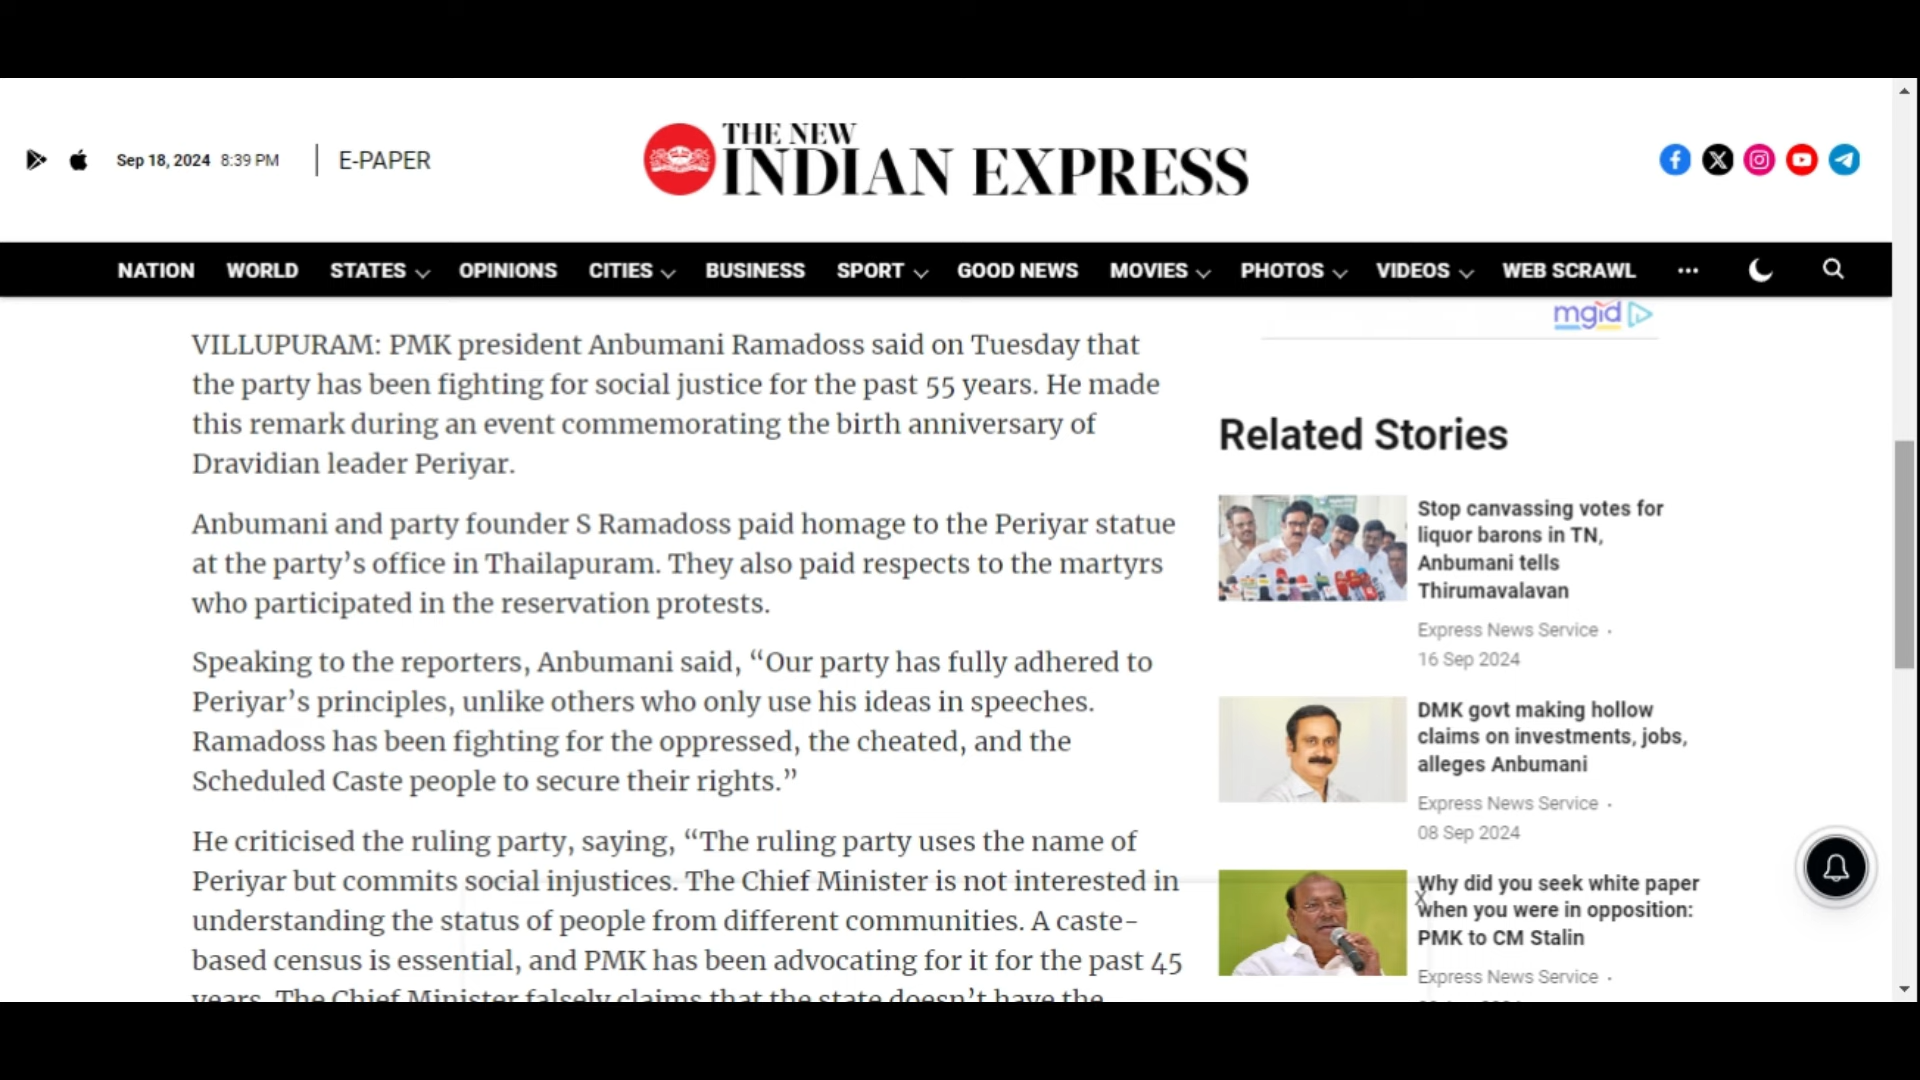 Sep 18, 2024 8:39 PM
E-PAPER
THE NEW
INDIAN EXPRESS
NATION WORLD STATES OPINIONS CITIES BUSINESS SPORT GOOD NEWS MOVIES PHOTOS VIDEOS WEB SCRAWL
mgid
VILLUPURAM: PMK president Anbumani Ramadoss said on Tuesday that
the party has been fighting for social justice for the past 55 years. He made
this remark during an event commemorating the birth anniversary of
Dravidian leader Periyar.
Anbumani and party founder S Ramadoss paid homage to the Periyar statue
at the party’s office in Thailapuram. They also paid respects to the martyrs
who participated in the reservation protests.
Speaking to the reporters, Anbumani said, “Our party has fully adhered to
Periyar’s principles, unlike others who only use his ideas in speeches.
Ramadoss has been fighting for the oppressed, the cheated, and the
Scheduled Caste people to secure their rights.”
He criticised the ruling party, saying, “The ruling party uses the name of
Periyar but commits social injustices. The Chief Minister is not interested in
understanding the status of people from different communities. A caste-
based census is essential, and PMK has been advocating for it for the past 45
years. The Chief Minister falsely claims that the state doesn’t have the
Related Stories
Stop canvassing votes for
liquor barons in TN,
Anbumani tells
Thirumavalavan
Express News Service ·
16 Sep 2024
DMK govt making hollow
claims on investments, jobs,
alleges Anbumani
Express News Service ·
08 Sep 2024
Why did you seek white paper
when you were in opposition:
PMK to CM Stalin
Express News Service ·